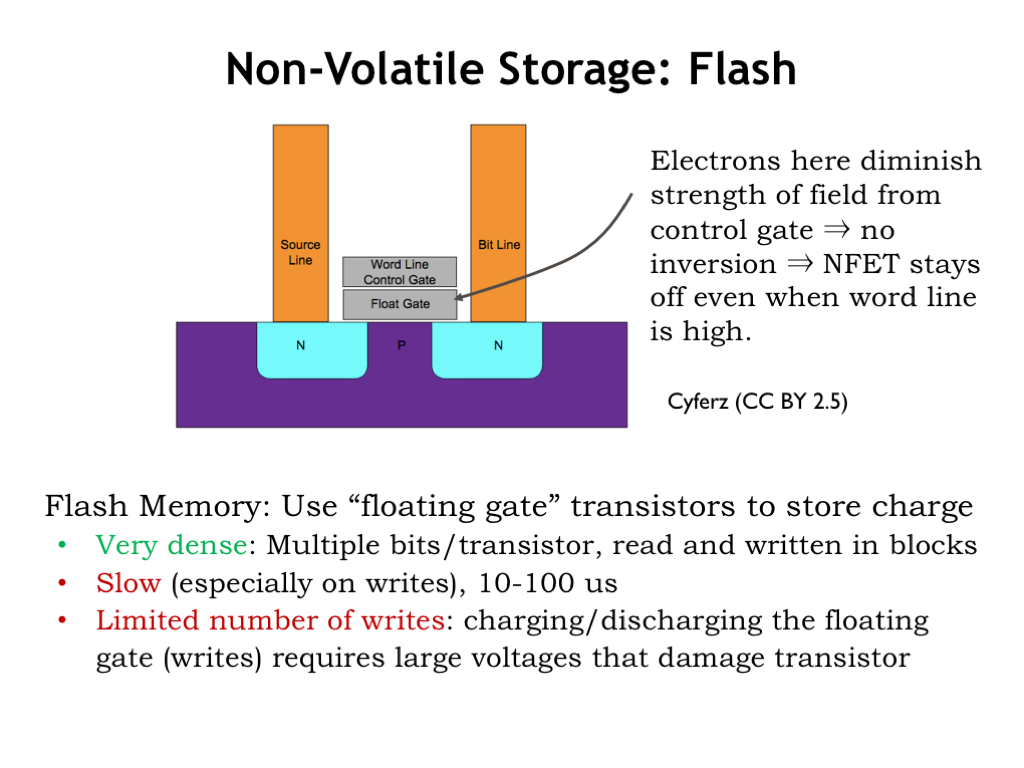 Non-Volatile Storage: Flash
Source
Line
Word Line
Control Gate
Float Gate
Bit Line
N
P
N
Electrons here diminish
strength of field from
control gate ⇒ no
inversion ⇒ NFET stays
off even when word line
is high.
Cyferz (CC BY 2.5)
Flash Memory: Use “floating gate” transistors to store charge
• Very dense: Multiple bits/transistor, read and written in blocks
• Slow (especially on writes), 10-100 us
• Limited number of writes: charging/discharging the floating
gate (writes) requires large voltages that damage transistor